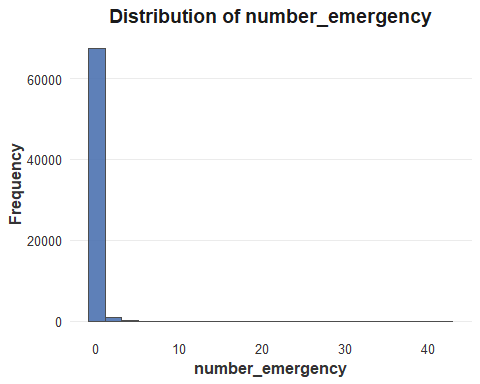 Distribution of number_emergency
Frequency
60000
40000
20000
0
0 10 20 30 40
number_emergency